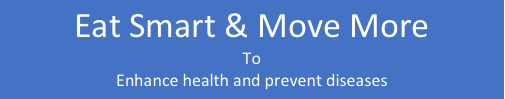 Eat Smart & Move More
To
Enhance health and prevent diseases